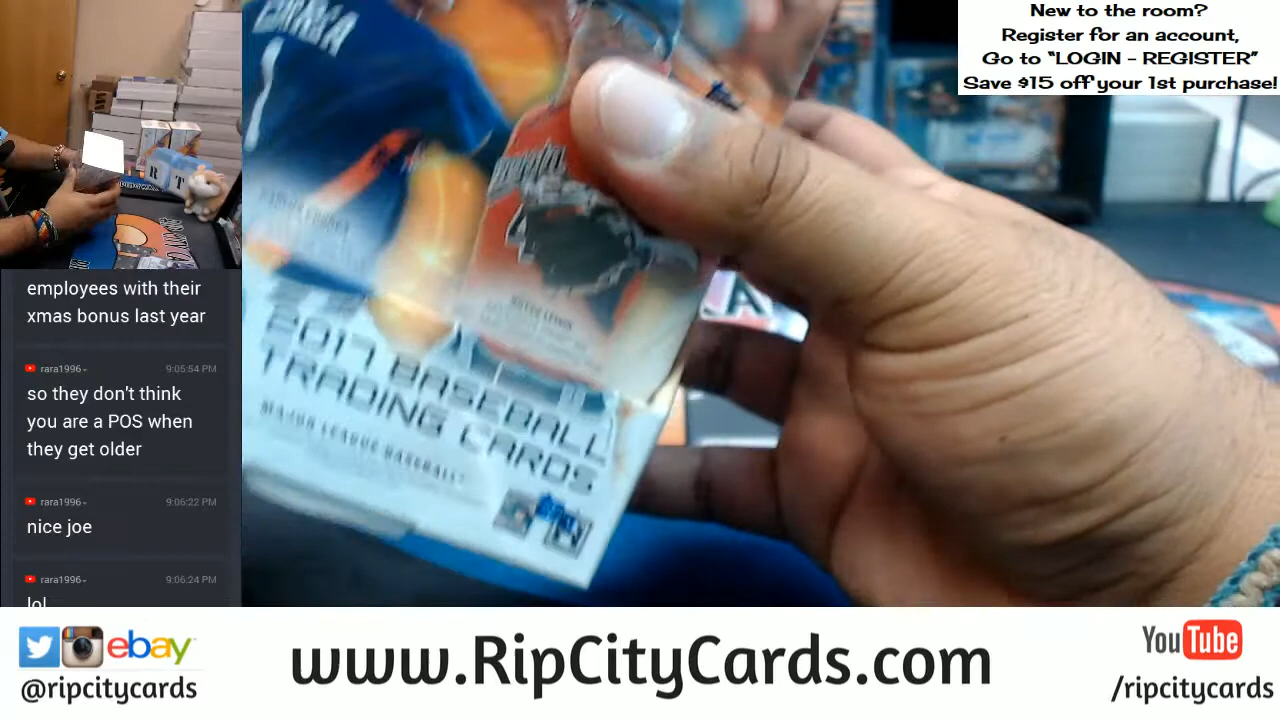 New to the room?
Register for an account,
Go to “LOGIN - REGISTER”
Save $15 off your 1st purchase!
employees with their
xmas bonus last year
rara1996
9:05:54 PM
so they don't think
you are a POS when
they get older
rara1996
9:06:22 PM
nice joe
rara1996
9:06:24 PM
lol
2017 BASEBALL
TRADING CARDS
MAJOR LEAGUE BASEBALL
R
T
A
ebay
@ripcitycards
www.RipCityCards.com
YouTube
/ripcitycards